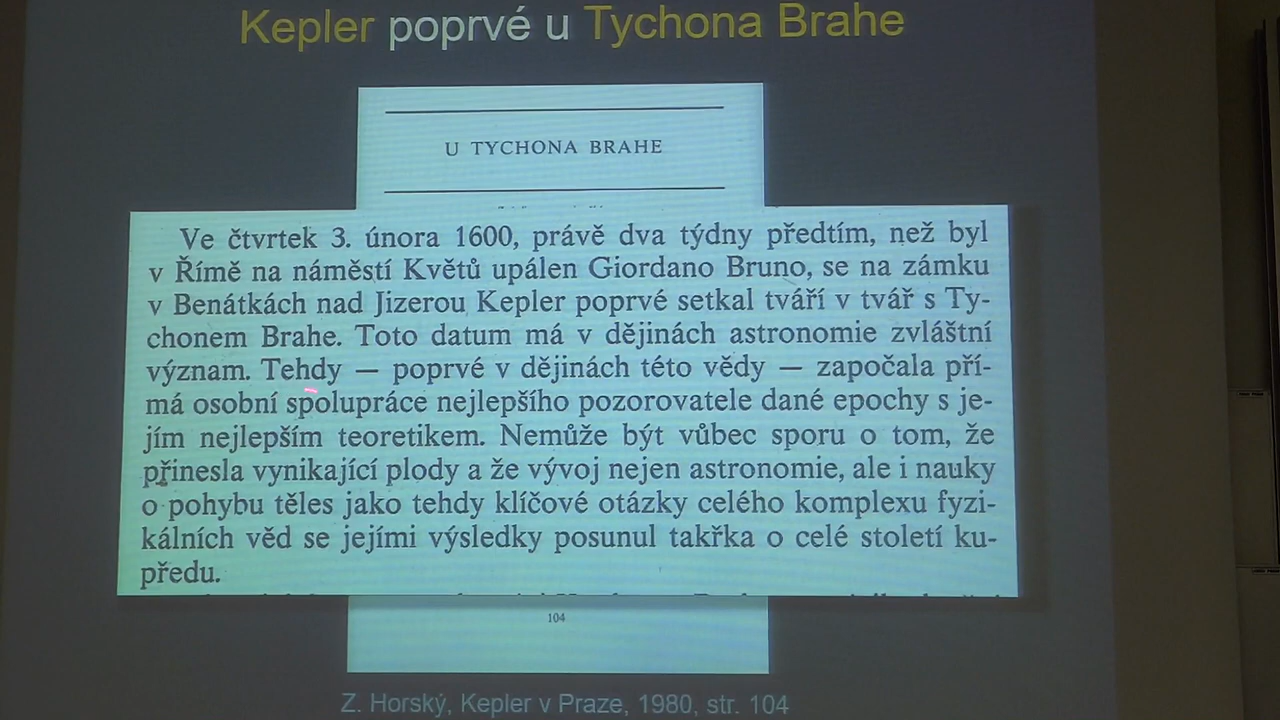 Kepler poprvé u Tychona Brahe
U TYCHONA BRAHE
Ve čtvrtek 3. února 1600, právě dva týdny předtím, než byl
v Římě na náměstí Květů upálen Giordano Bruno, se na zámku
v Benátkách nad Jizerou Kepler poprvé setkal tváří v tvář s Ty-
chonem Brahe. Toto datum má v dějinách astronomie zvláštní
význam. Tehdy — poprvé v dějinách této vědy — započala pří-
má osobní spolupráce nejlepšího pozorovatele dané epochy s je-
jím nejlepším teoretikem. Nemůže být vůbec sporu o tom, že
přinesla vynikající plody a že vývoj nejen astronomie, ale i nauky
o pohybu těles jako tehdy klíčové otázky celého komplexu fyzi-
kálních věd se jejími výsledky posunul takřka o celé století ku-
předu.
104
Z. Horský, Kepler v Praze, 1980, str. 104